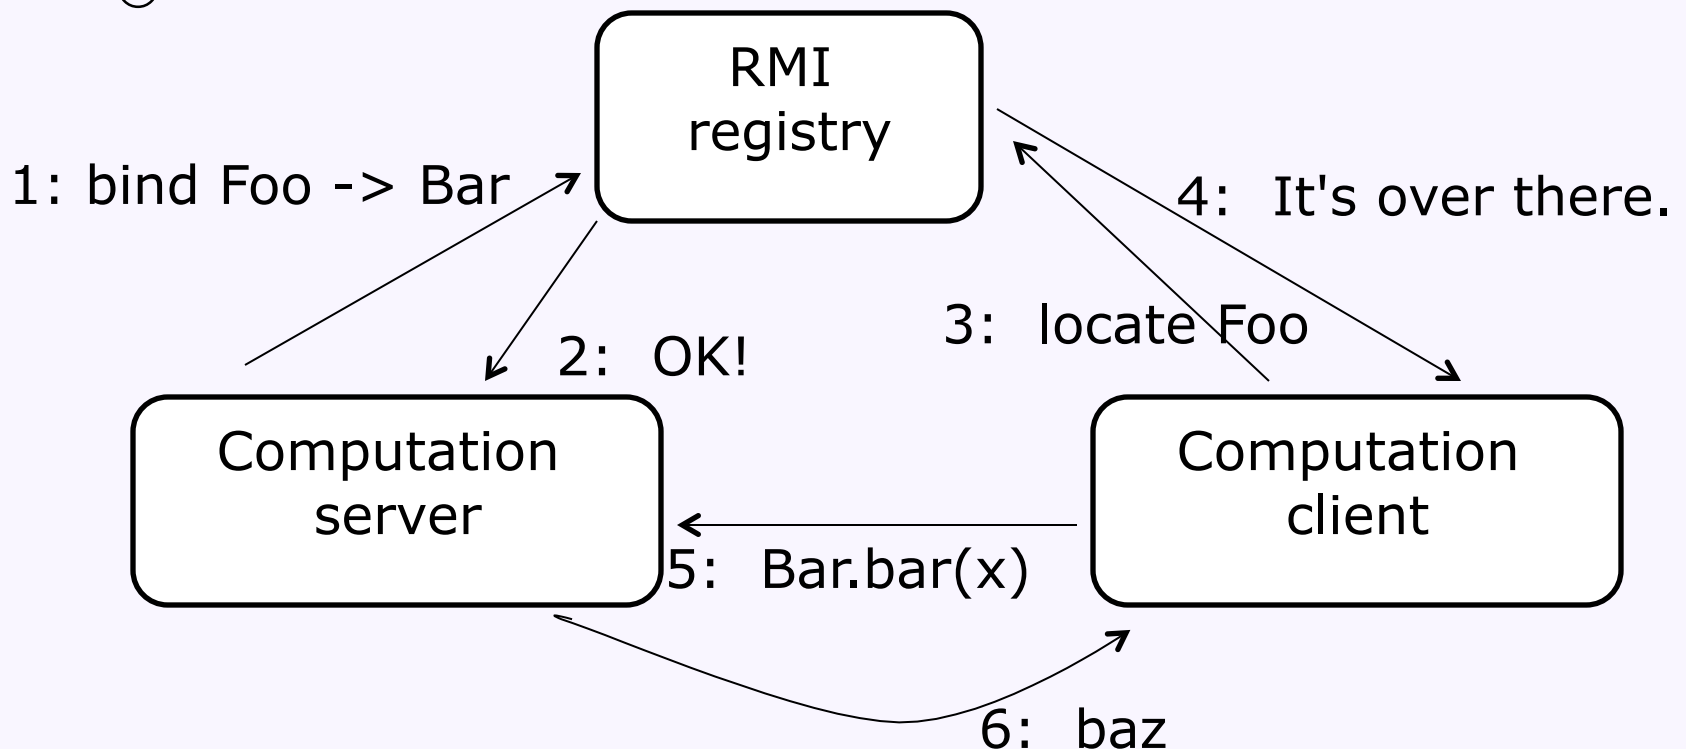 RMI
registry
1: bind Foo -> Bar
4: It's over there.
3: locate Foo
2: OK!
Computation
server
Computation
client
5: Bar.bar(x)
6: baz